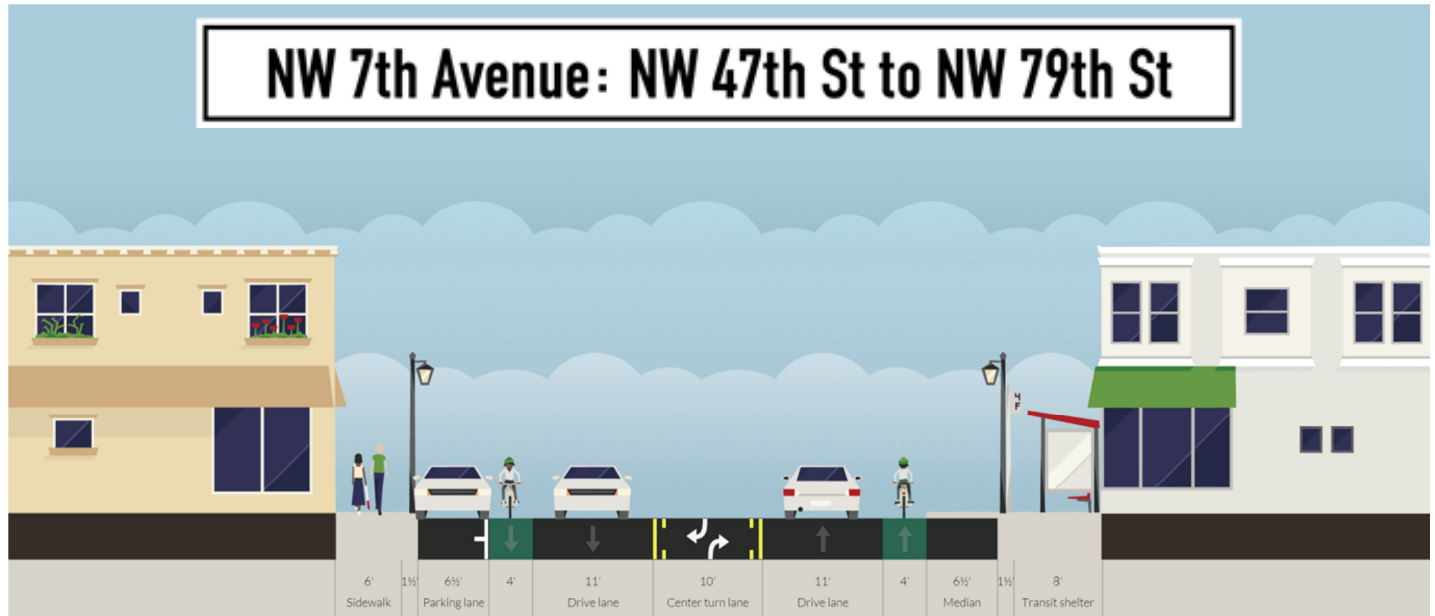 NW 7th Avenue: NW 47th St to NW 79th St
4
F
6' 1½' 6½' 4' 11' 10' 11' 4' 6½' 1½' 8'
Sidewalk Parking lane Drive lane Center turn lane Drive lane Median Transit shelter